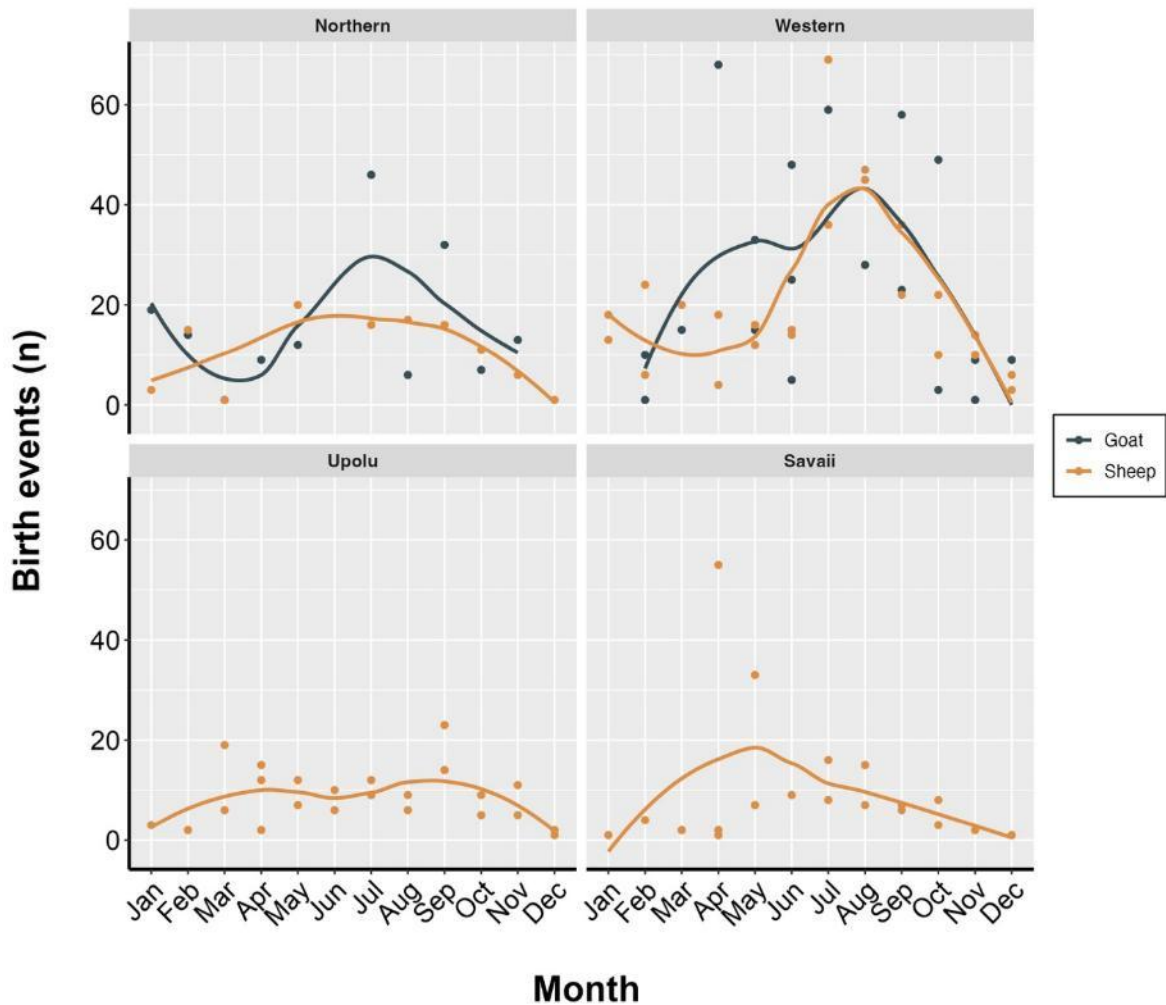 Northern
Western
60
40
20
0
Upolu
Savaii
60
40
20
0
Birth events (n)
Goat
Sheep
Jan
Feb
Mar
Apr
May
Jun
Jul
Aug
Sep
Oct
Nov
Dec
Jan
Feb
Mar
Apr
May
Jun
Jul
Aug
Sep
Oct
Nov
Dec
Month